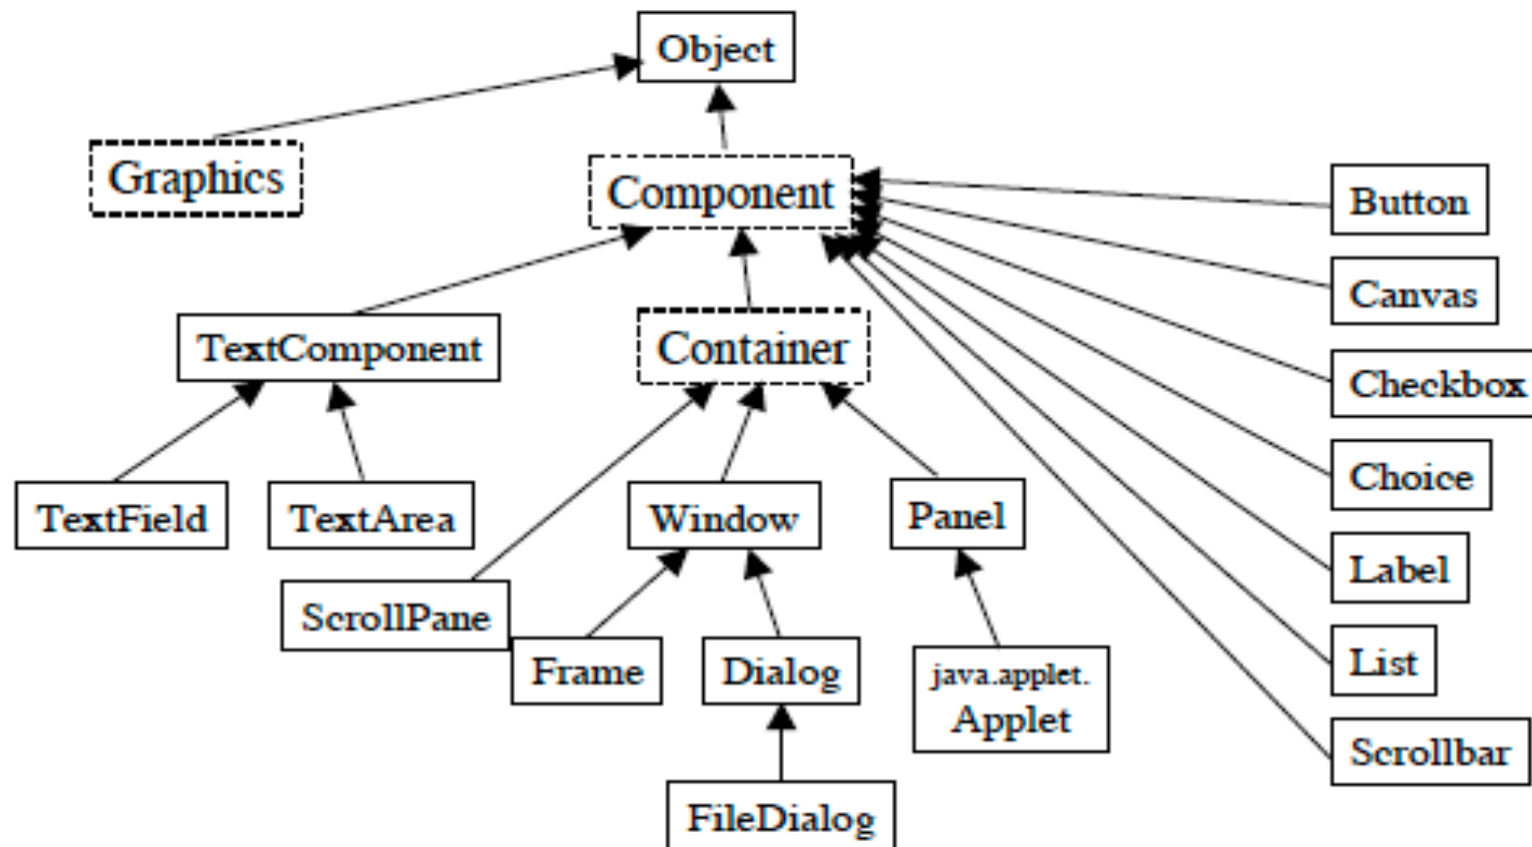 Object
Graphics
Component
Button
Canvas
TextComponent
Container
Checkbox
Choice
TextField
TextArea
Window
Panel
Label
ScrollPane
Frame
Dialog
java.applet.
Applet
List
Scrollbar
FileDialog